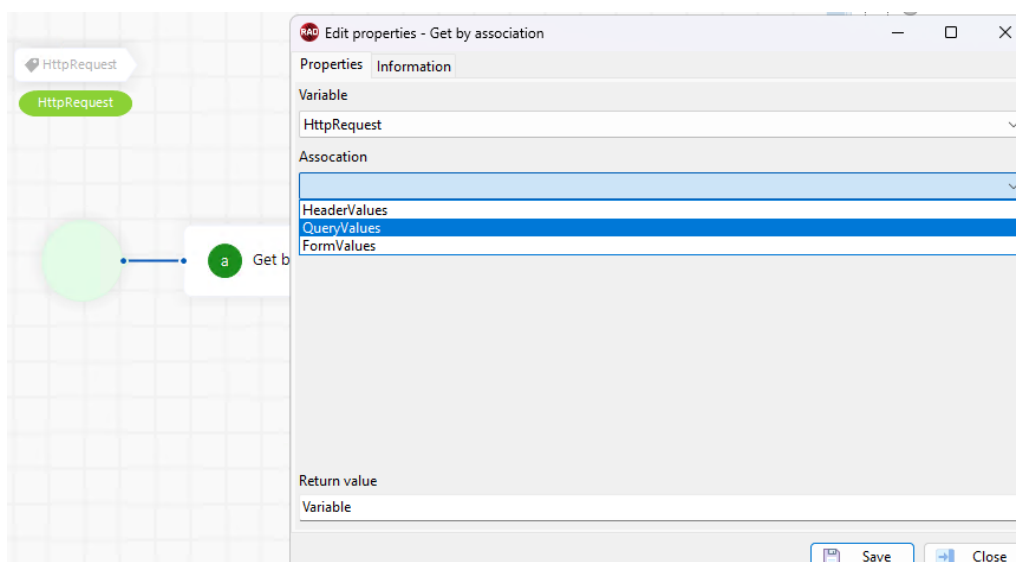 RAD Edit properties - Get by association
HttpRequest
HttpRequest
Properties Information
Variable
HttpRequest
Assocation
HeaderValues
QueryValues
FormValues
a Get b
Return value
Variable
Save Close